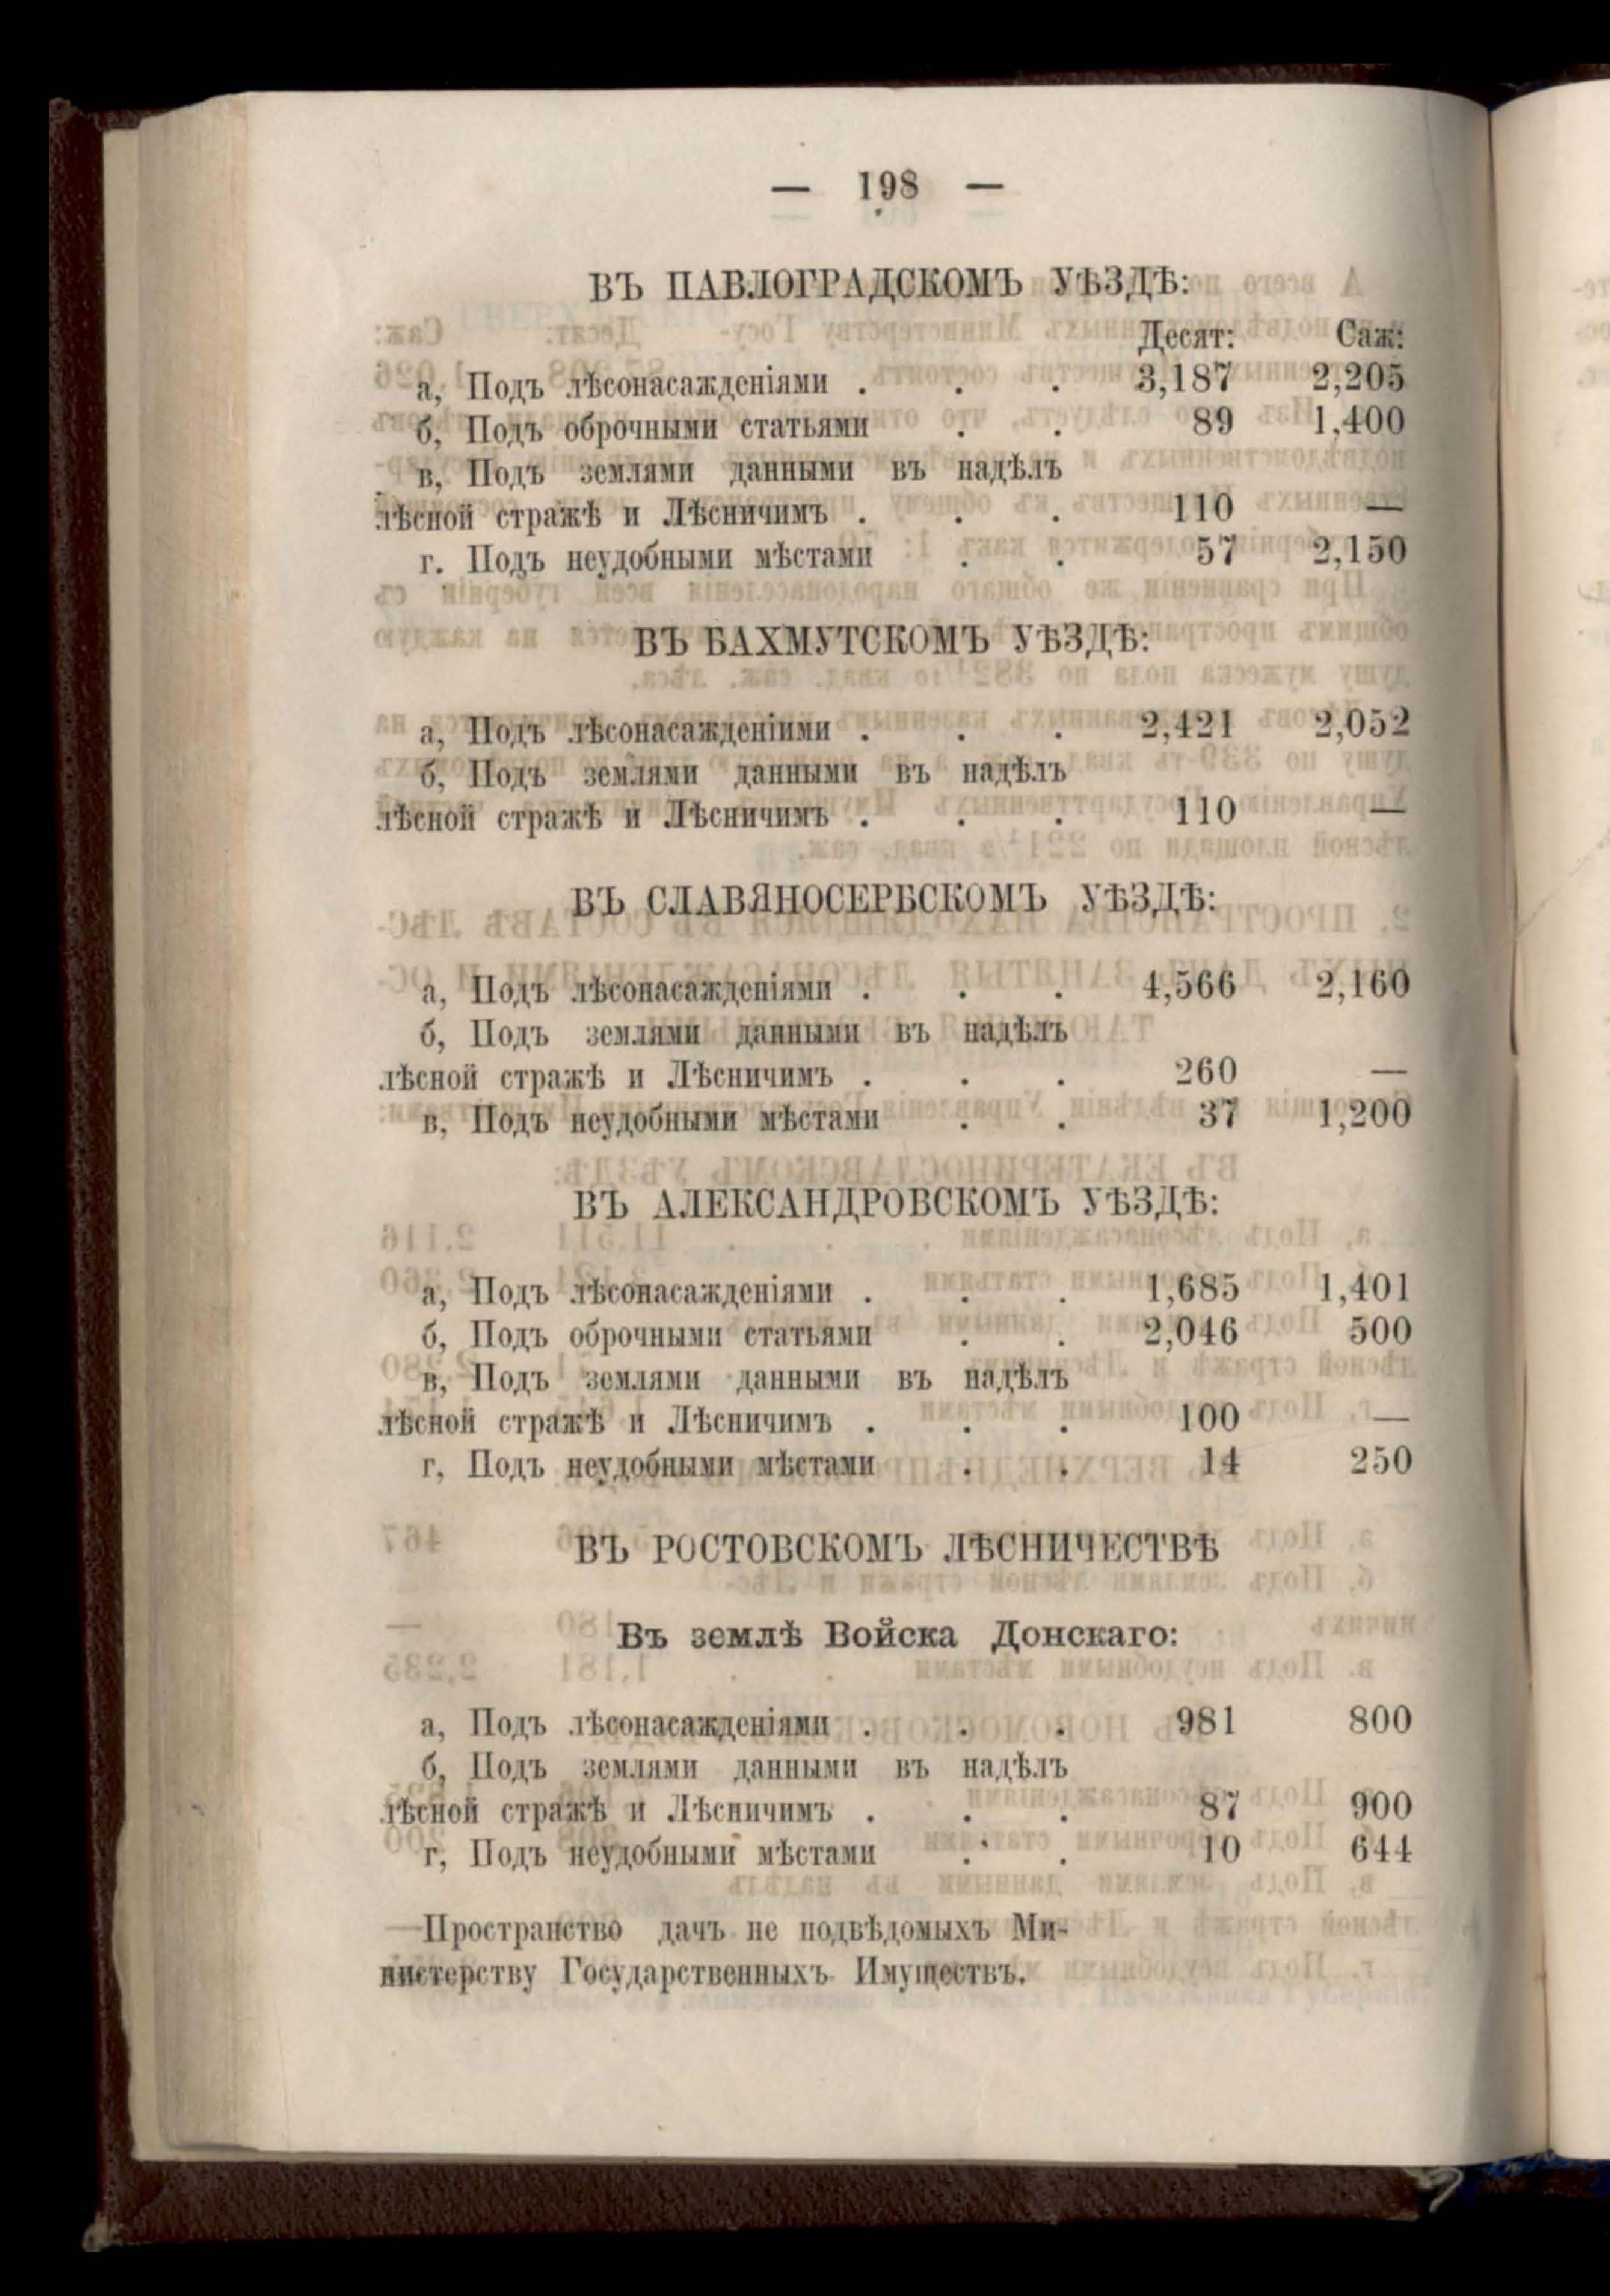 — 198 —
ВЪ ПАВЛОГРАДСКОМЪ УѢЗДѢ:
Десят: Саж:
а, Подъ лѣсонасажденіями . . . 3,187 2,205
б, Подъ оброчными статьями . . 89 1,400
в, Подъ землями данными въ надѣлъ
лѣсной стражѣ и Лѣсничимъ . . . 110 —
г. Подъ неудобными мѣстами . . 57 2,150
ВЪ БАХМУТСКОМЪ УѢЗДѢ:
а, Подъ лѣсонасажденіими . . . 2,421 2,052
б, Подъ землями данными въ надѣлъ
лѣсной стражѣ и Лѣсничимъ . . . 110 —
ВЪ СЛАВЯНОСЕРБСКОМЪ УѢЗДѢ:
а, Подъ лѣсонасажденіями . . . 4,566 2,160
б, Подъ землями данными въ надѣлъ
лѣсной стражѣ и Лѣсничимъ . . . 260 —
в, Подъ неудобными мѣстами . . 37 1,200
ВЪ АЛЕКСАНДРОВСКОМЪ УѢЗДѢ:
а, Подъ лѣсонасажденіями . . . 1,685 1,401
б, Подъ оброчными статьями . . 2,046 500
в, Подъ землями данными въ надѣлъ
лѣсной стражѣ и Лѣсничимъ . . . 100 —
г, Подъ неудобными мѣстами . . 14 250
ВЪ РОСТОВСКОМЪ ЛѢСНИЧЕСТВѢ
Въ землѣ Войска Донскаго:
а, Подъ лѣсонасажденіями . . . 981 800
б, Подъ землями данными въ надѣлъ
лѣсной стражѣ и Лѣсничимъ . . . 87 900
г, Подъ неудобными мѣстами . . 10 644
Пространство дачъ не подвѣдомыхъ Ми-
нистерству Государственныхъ Имуществъ.